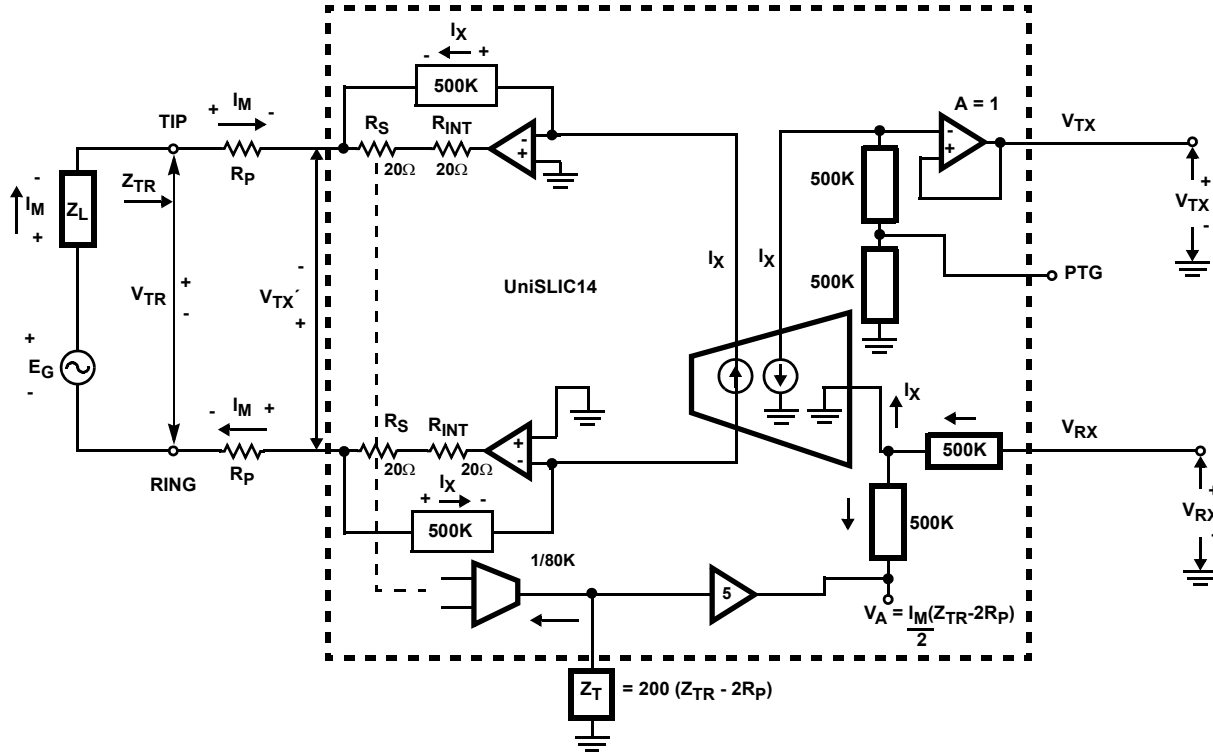 IX
- +
500K
A = 1
+ IM -
TIP
RS
RINT
-
+
-
+
VTX
20Ω
20Ω
RP
ZTR
500K
+
VTX
-
-
IM
+
ZL
IX
IX
+
VTR
-
-
VTX´
+
UniSLIC14
500K
PTG
+
EG
-
- IM +
RS
RINT
+
-
IX
VRX
500K
20Ω
20Ω
RP
RING
IX
+ -
500K
500K
+
VRX
-
1/80K
5
VA = IM(ZTR-2RP)
2
ZT
= 200 (ZTR - 2RP)